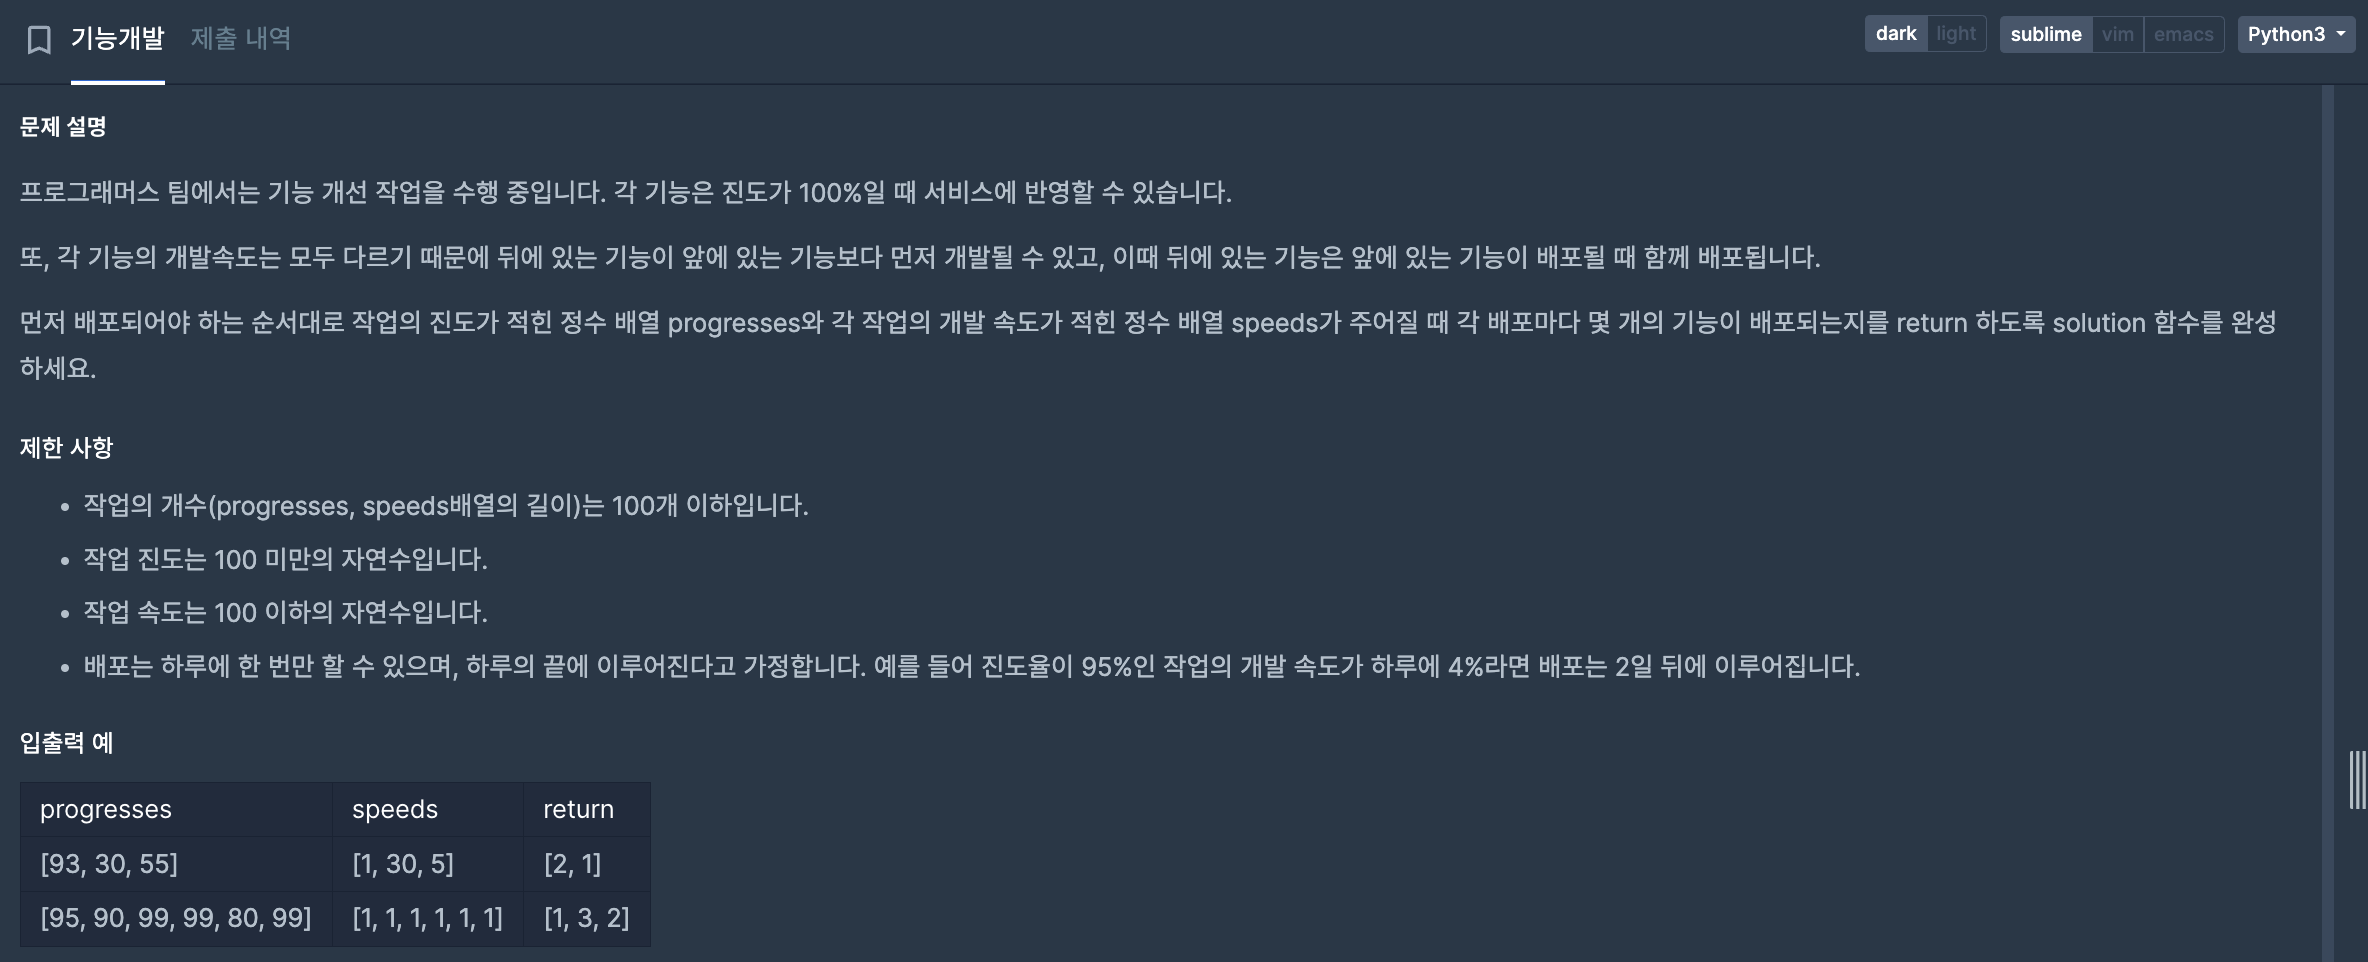 기능개발 제출 내역 dark light sublime vim emacs Python3
문제 설명
프로그래머스 팀에서는 기능 개선 작업을 수행 중입니다. 각 기능은 진도가 100%일 때 서비스에 반영할 수 있습니다.
또, 각 기능의 개발속도는 모두 다르기 때문에 뒤에 있는 기능이 앞에 있는 기능보다 먼저 개발될 수 있고, 이때 뒤에 있는 기능은 앞에 있는 기능이 배포될 때 함께 배포됩니다.
먼저 배포되어야 하는 순서대로 작업의 진도가 적힌 정수 배열 progresses와 각 작업의 개발 속도가 적힌 정수 배열 speeds가 주어질 때 각 배포마다 몇 개의 기능이 배포되는지를 return 하도록 solution 함수를 완성
하세요.
제한 사항
• 작업의 개수(progresses, speeds배열의 길이)는 100개 이하입니다.
• 작업 진도는 100 미만의 자연수입니다.
• 작업 속도는 100 이하의 자연수입니다.
• 배포는 하루에 한 번만 할 수 있으며, 하루의 끝에 이루어진다고 가정합니다. 예를 들어 진도율이 95%인 작업의 개발 속도가 하루에 4%라면 배포는 2일 뒤에 이루어집니다.
입출력 예
progresses speeds return
[93, 30, 55] [1, 30, 5] [2, 1]
[95, 90, 99, 99, 80, 99] [1, 1, 1, 1, 1, 1] [1, 3, 2]